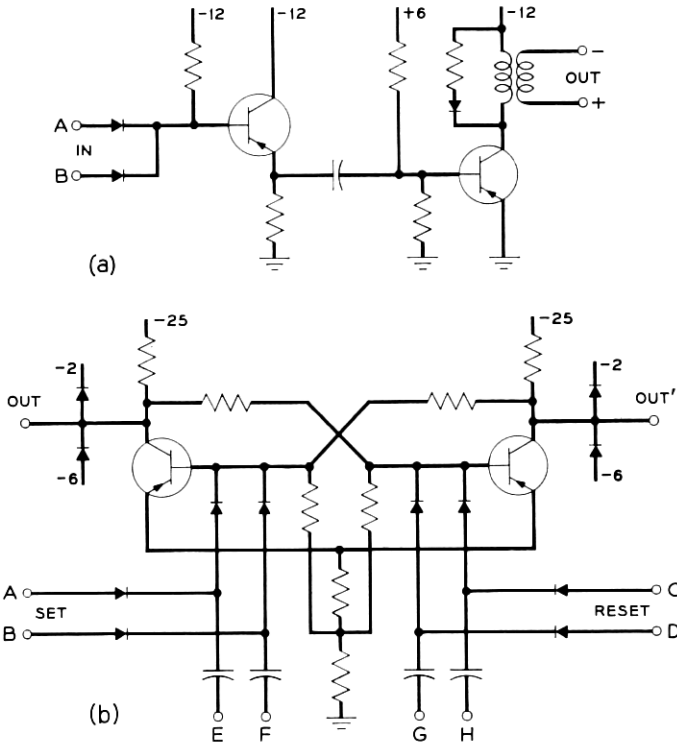 -12 -12 +6 -12
A
IN
B
-
OUT
+
(a)
-25 -25
-2 -2
OUT OUT'
-6 -6
A C
SET RESET
B D
E F G H
(b)